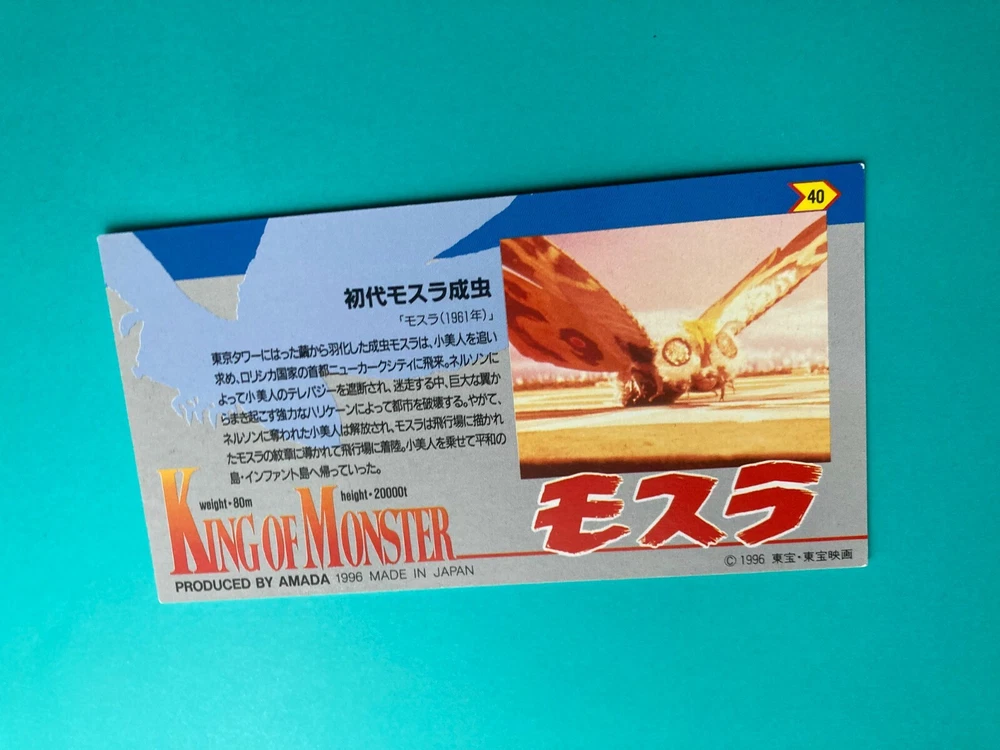 40
初代モスラ成虫
「モスラ(1961年)」
東京タワーにはった繭から羽化した成虫モスラは、小美人を追い
求め、ロリシカ国家の首都ニューカークシティに飛来。ネルソンに
よって小美人のテレパシーを遮断され、迷走する中、巨大な翼か
らまき起こす強力なハリケーンによって都市を破壊する。やがて、
ネルソンに奪われた小美人は解放され、モスラは飛行場に描かれ
たモスラの紋章に導かれて飛行場に着陸。小美人を乗せて平和の
島・インファント島へ帰っていった。
weight・80m height・20000t
KING OF MONSTER
モスラ
PRODUCED BY AMADA 1996 MADE IN JAPAN
© 1996 東宝・東宝映画